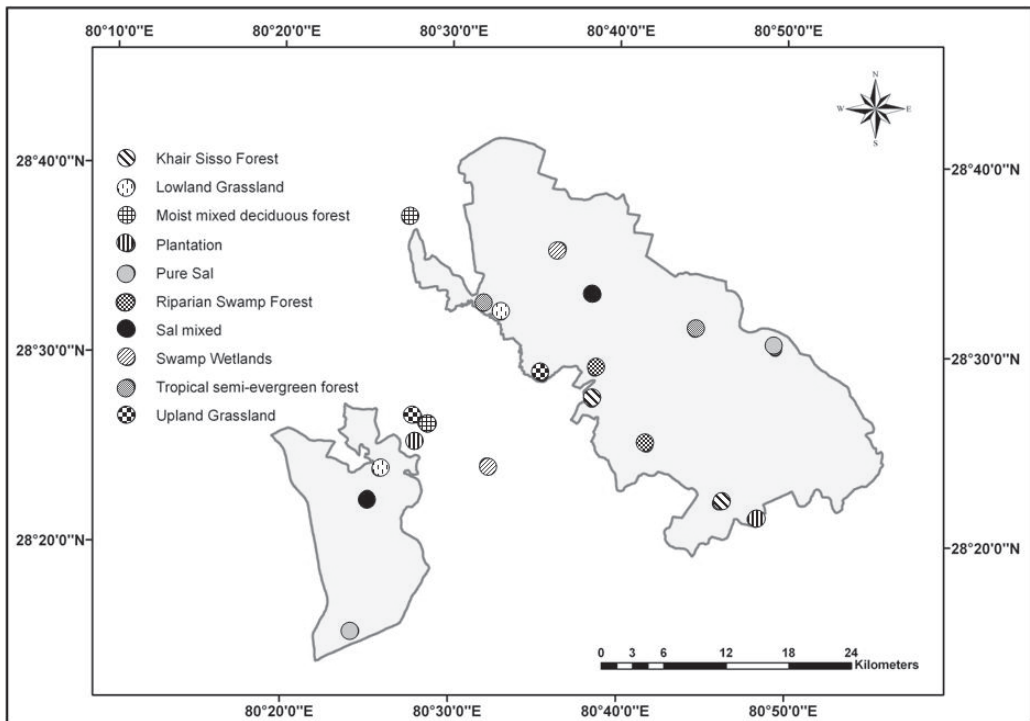 80°10'0"E 80°20'0"E 80°30'0"E 80°40'0"E 80°50'0"E
N
W E
S
28°40'0"N 28°40'0"N
Khair Sisso Forest
Lowland Grassland
Moist mixed deciduous forest
Plantation
Pure Sal
Riparian Swamp Forest
Sal mixed
Swamp Wetlands
Tropical semi-evergreen forest
Upland Grassland
28°30'0"N 28°30'0"N
28°20'0"N 28°20'0"N
0 3 6 12 18 24
Kilometers
80°20'0"E 80°30'0"E 80°40'0"E 80°50'0"E